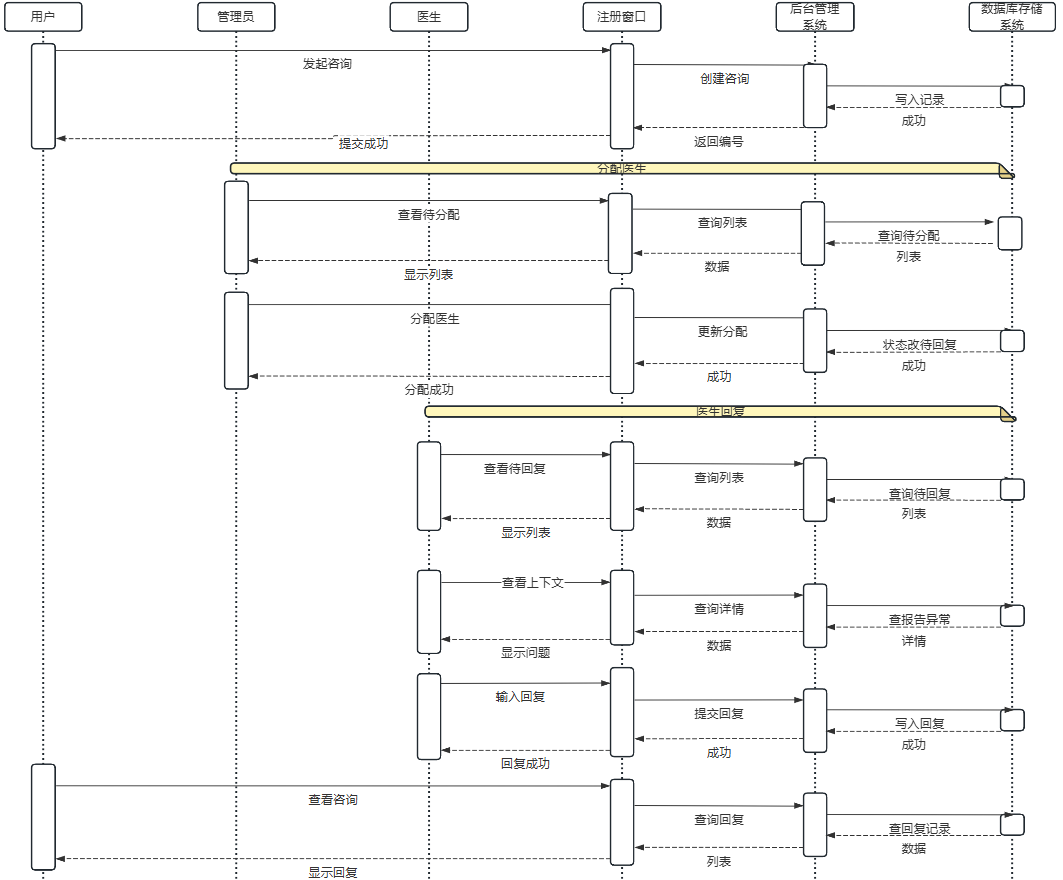 用户
管理员
医生
注册窗口
后台管理
系统
数据库存储
系统
发起咨询
创建咨询
写入记录
成功
返回编号
提交成功
分配医生
查看待分配
查询列表
查询待分配
列表
数据
显示列表
分配医生
更新分配
状态改待回复
成功
成功
分配成功
医生回复
查看待回复
查询列表
查询待回复
列表
数据
显示列表
查看上下文
查询详情
查报告异常
详情
数据
显示问题
输入回复
提交回复
写入回复
成功
成功
回复成功
查看咨询
查询回复
查回复记录
数据
列表
显示回复